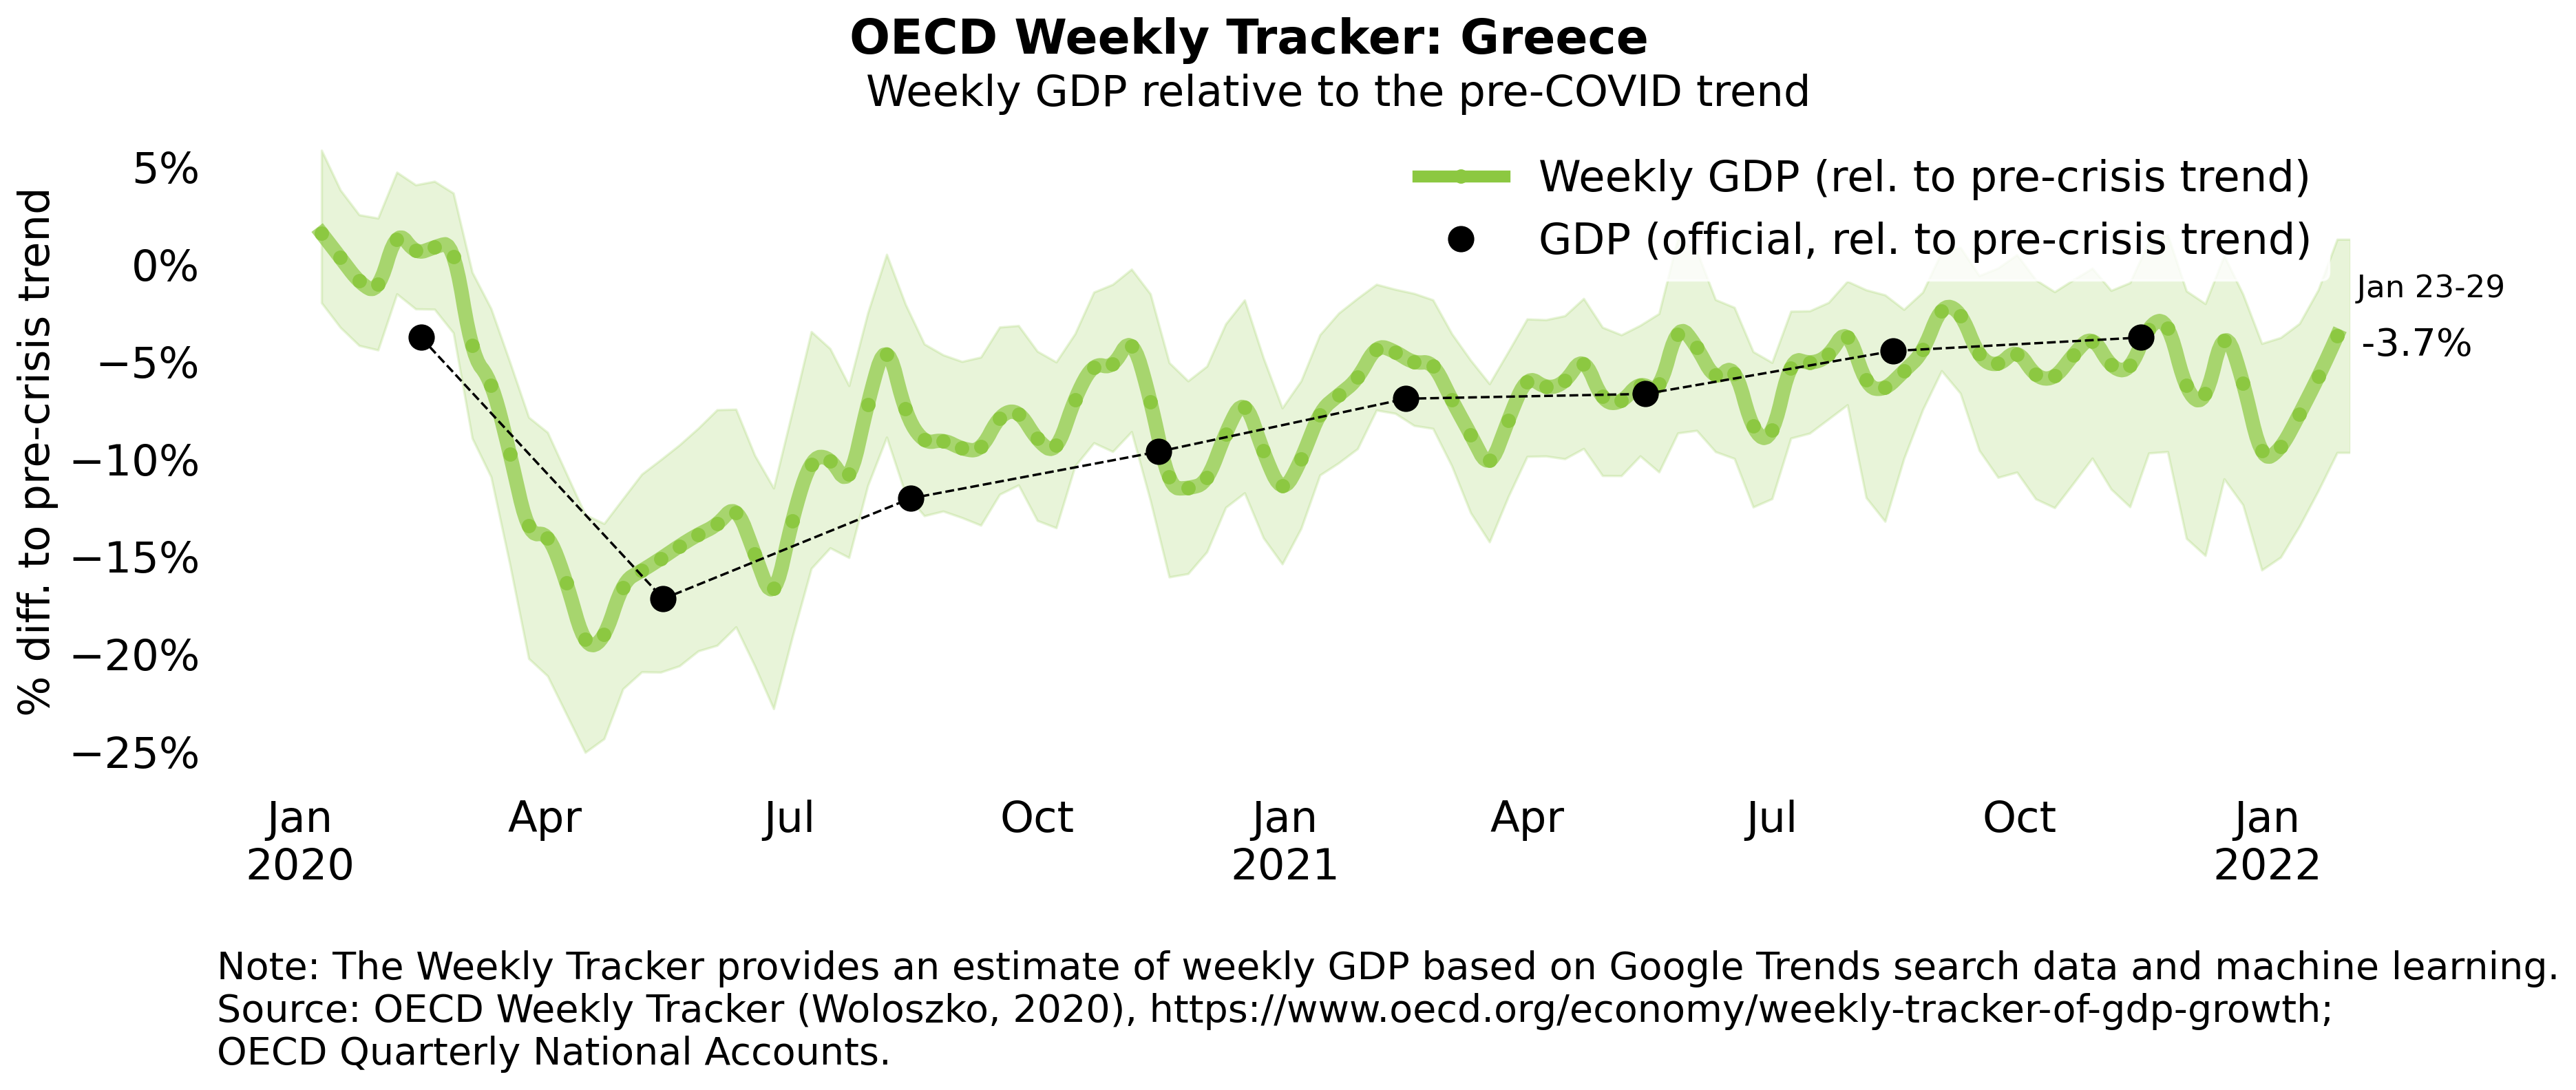 OECD Weekly Tracker: Greece
Weekly GDP relative to the pre-COVID trend
% diff. to pre-crisis trend
5%
0%
−5%
−10%
−15%
−20%
−25%
Weekly GDP (rel. to pre-crisis trend)
GDP (official, rel. to pre-crisis trend)
Jan 23-29
-3.7%
Jan Apr Jul Oct Jan Apr Jul Oct Jan
2020 2021 2022
Note: The Weekly Tracker provides an estimate of weekly GDP based on Google Trends search data and machine learning.
Source: OECD Weekly Tracker (Woloszko, 2020), https://www.oecd.org/economy/weekly-tracker-of-gdp-growth;
OECD Quarterly National Accounts.